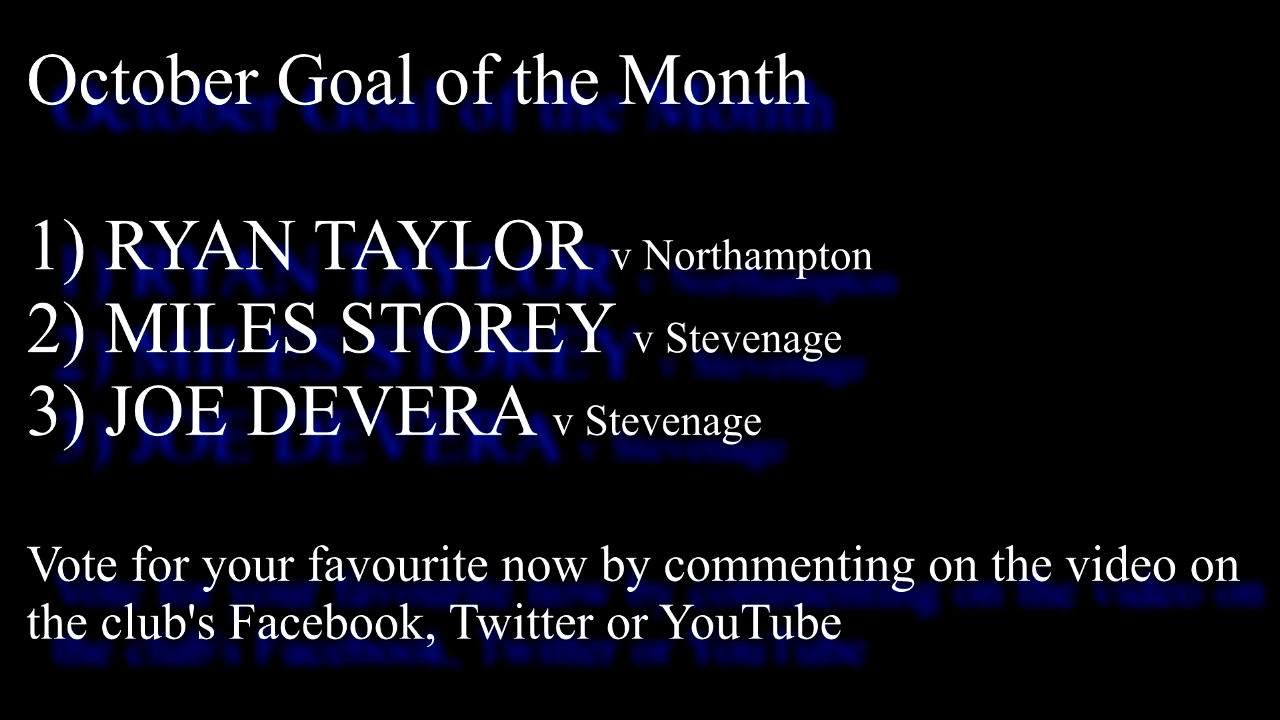 October Goal of the Month
1) RYAN TAYLOR v Northampton
2) MILES STOREY v Stevenage
3) JOE DEVERA v Stevenage
Vote for your favourite now by commenting on the video on
the club's Facebook, Twitter or YouTube